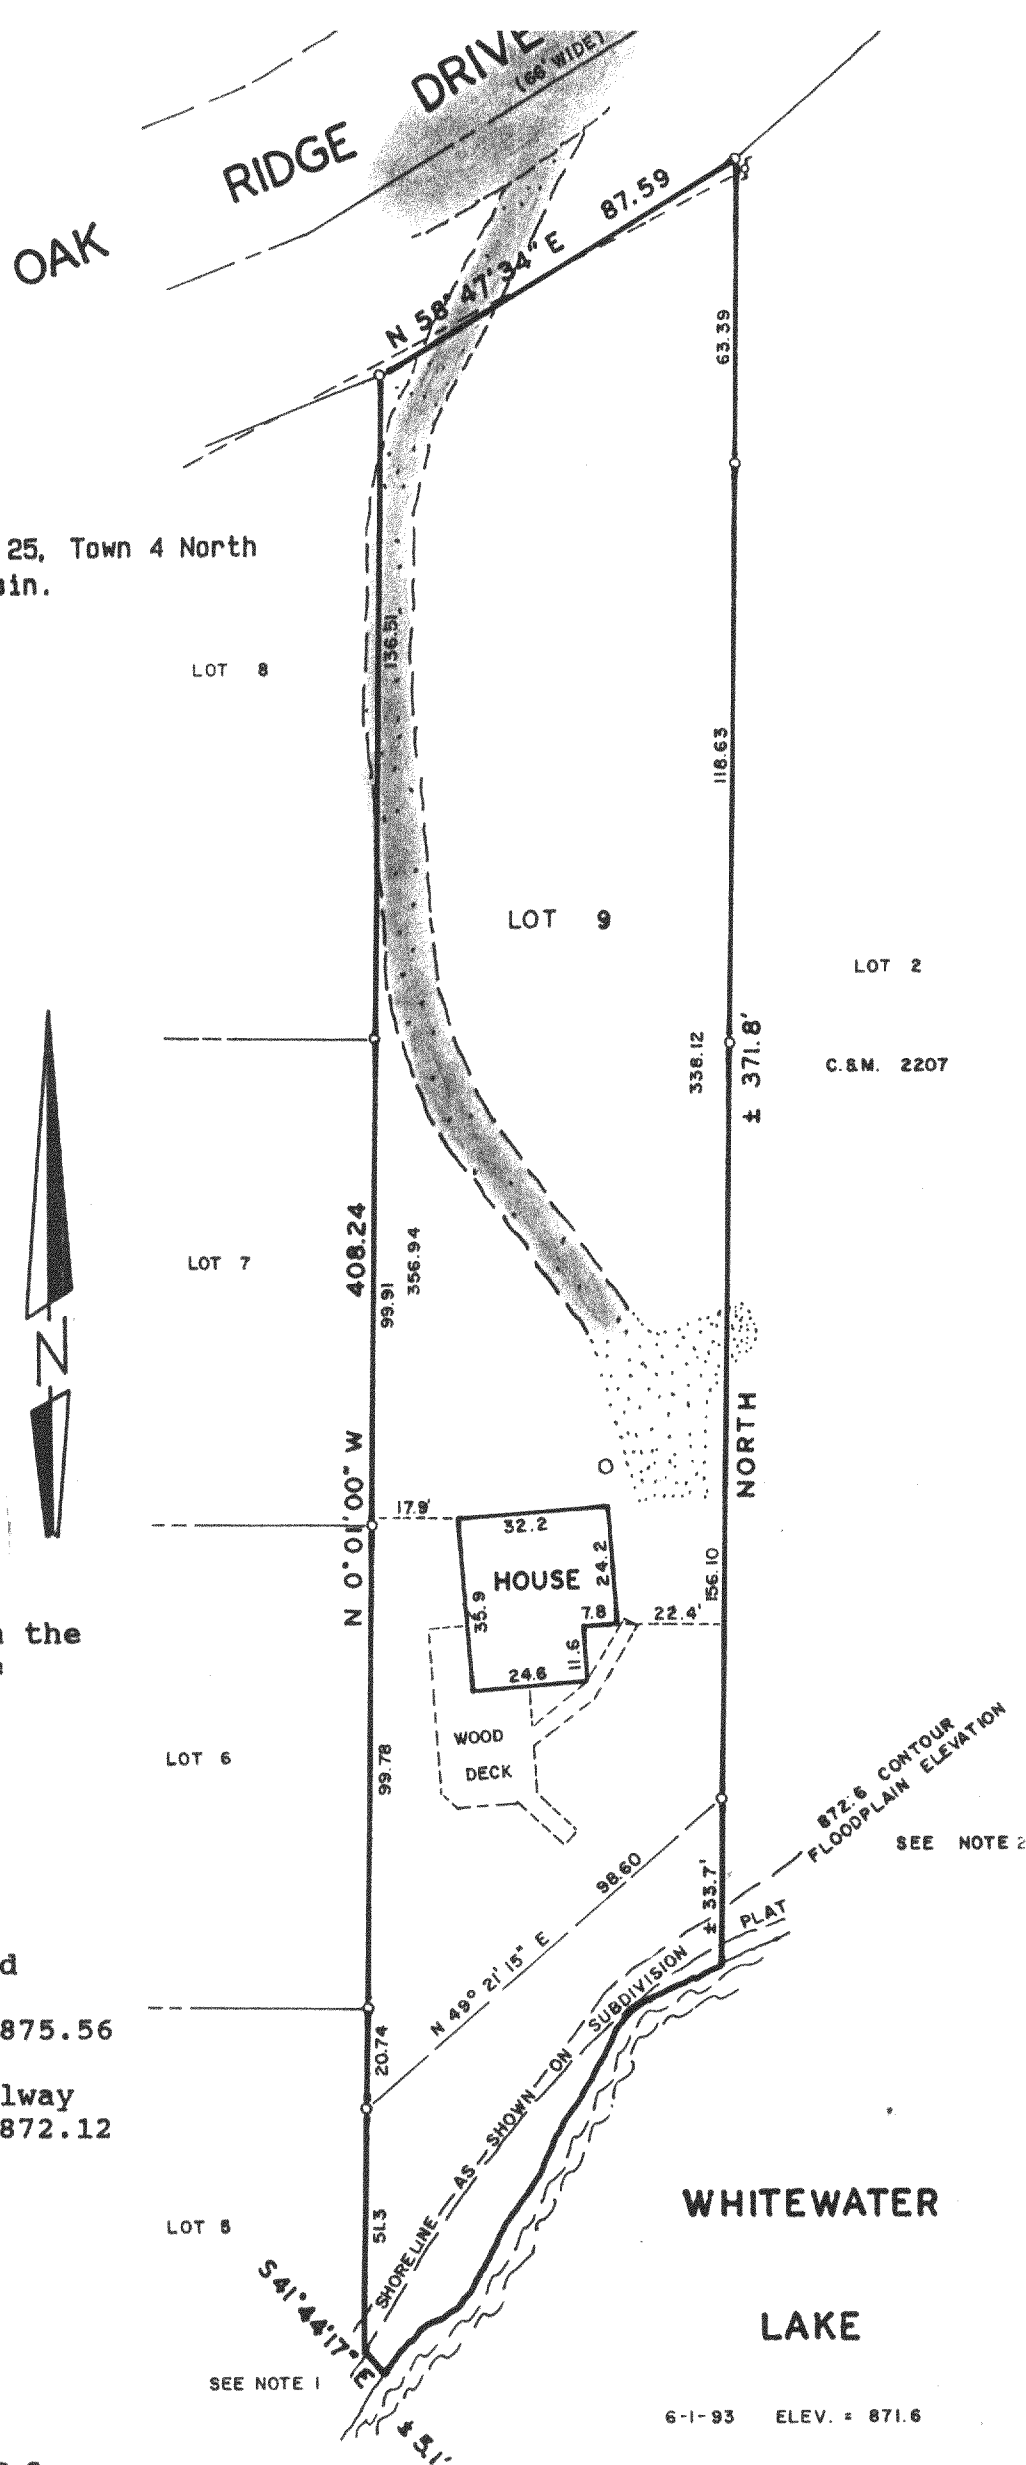 OAK RIDGE DRIVE
(66' WIDE)
N 58° 47' 34" E 87.59
63.39
25, Town 4 North
sin.
136.51
LOT 8
118.63
LOT 9
LOT 2
338.12
± 371.8'
C.S.M. 2207
LOT 7
408.24
99.91
356.94
N
NORTH
N 0° 01' 00" W
17.9'
32.2
HOUSE
24.2
156.10
35.9
7.8
22.4'
11.6
24.6
the
WOOD
DECK
LOT 6
99.78
872.6 CONTOUR
FLOODPLAIN ELEVATION
SEE NOTE 2
98.60
± 33.7'
N 49° 21' 15" E
PLAT
d
875.56
20.74
lway
872.12
SHORELINE AS SHOWN ON SUBDIVISION
WHITEWATER
LOT 5
51.3
S 41° 44' 17" E
LAKE
SEE NOTE 1
6-1-93 ELEV. = 871.6
± 5.1'